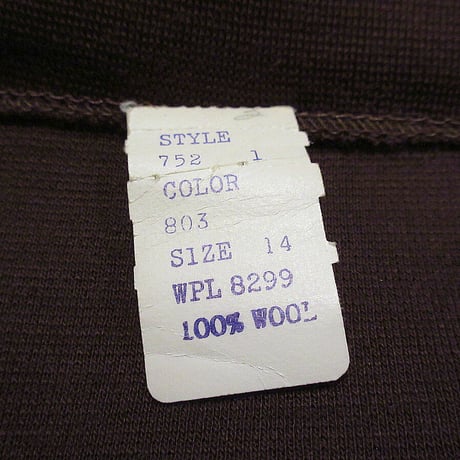 STYLE
752 1
COLOR
803
SIZE 14
WPL 8299
100% WOOL